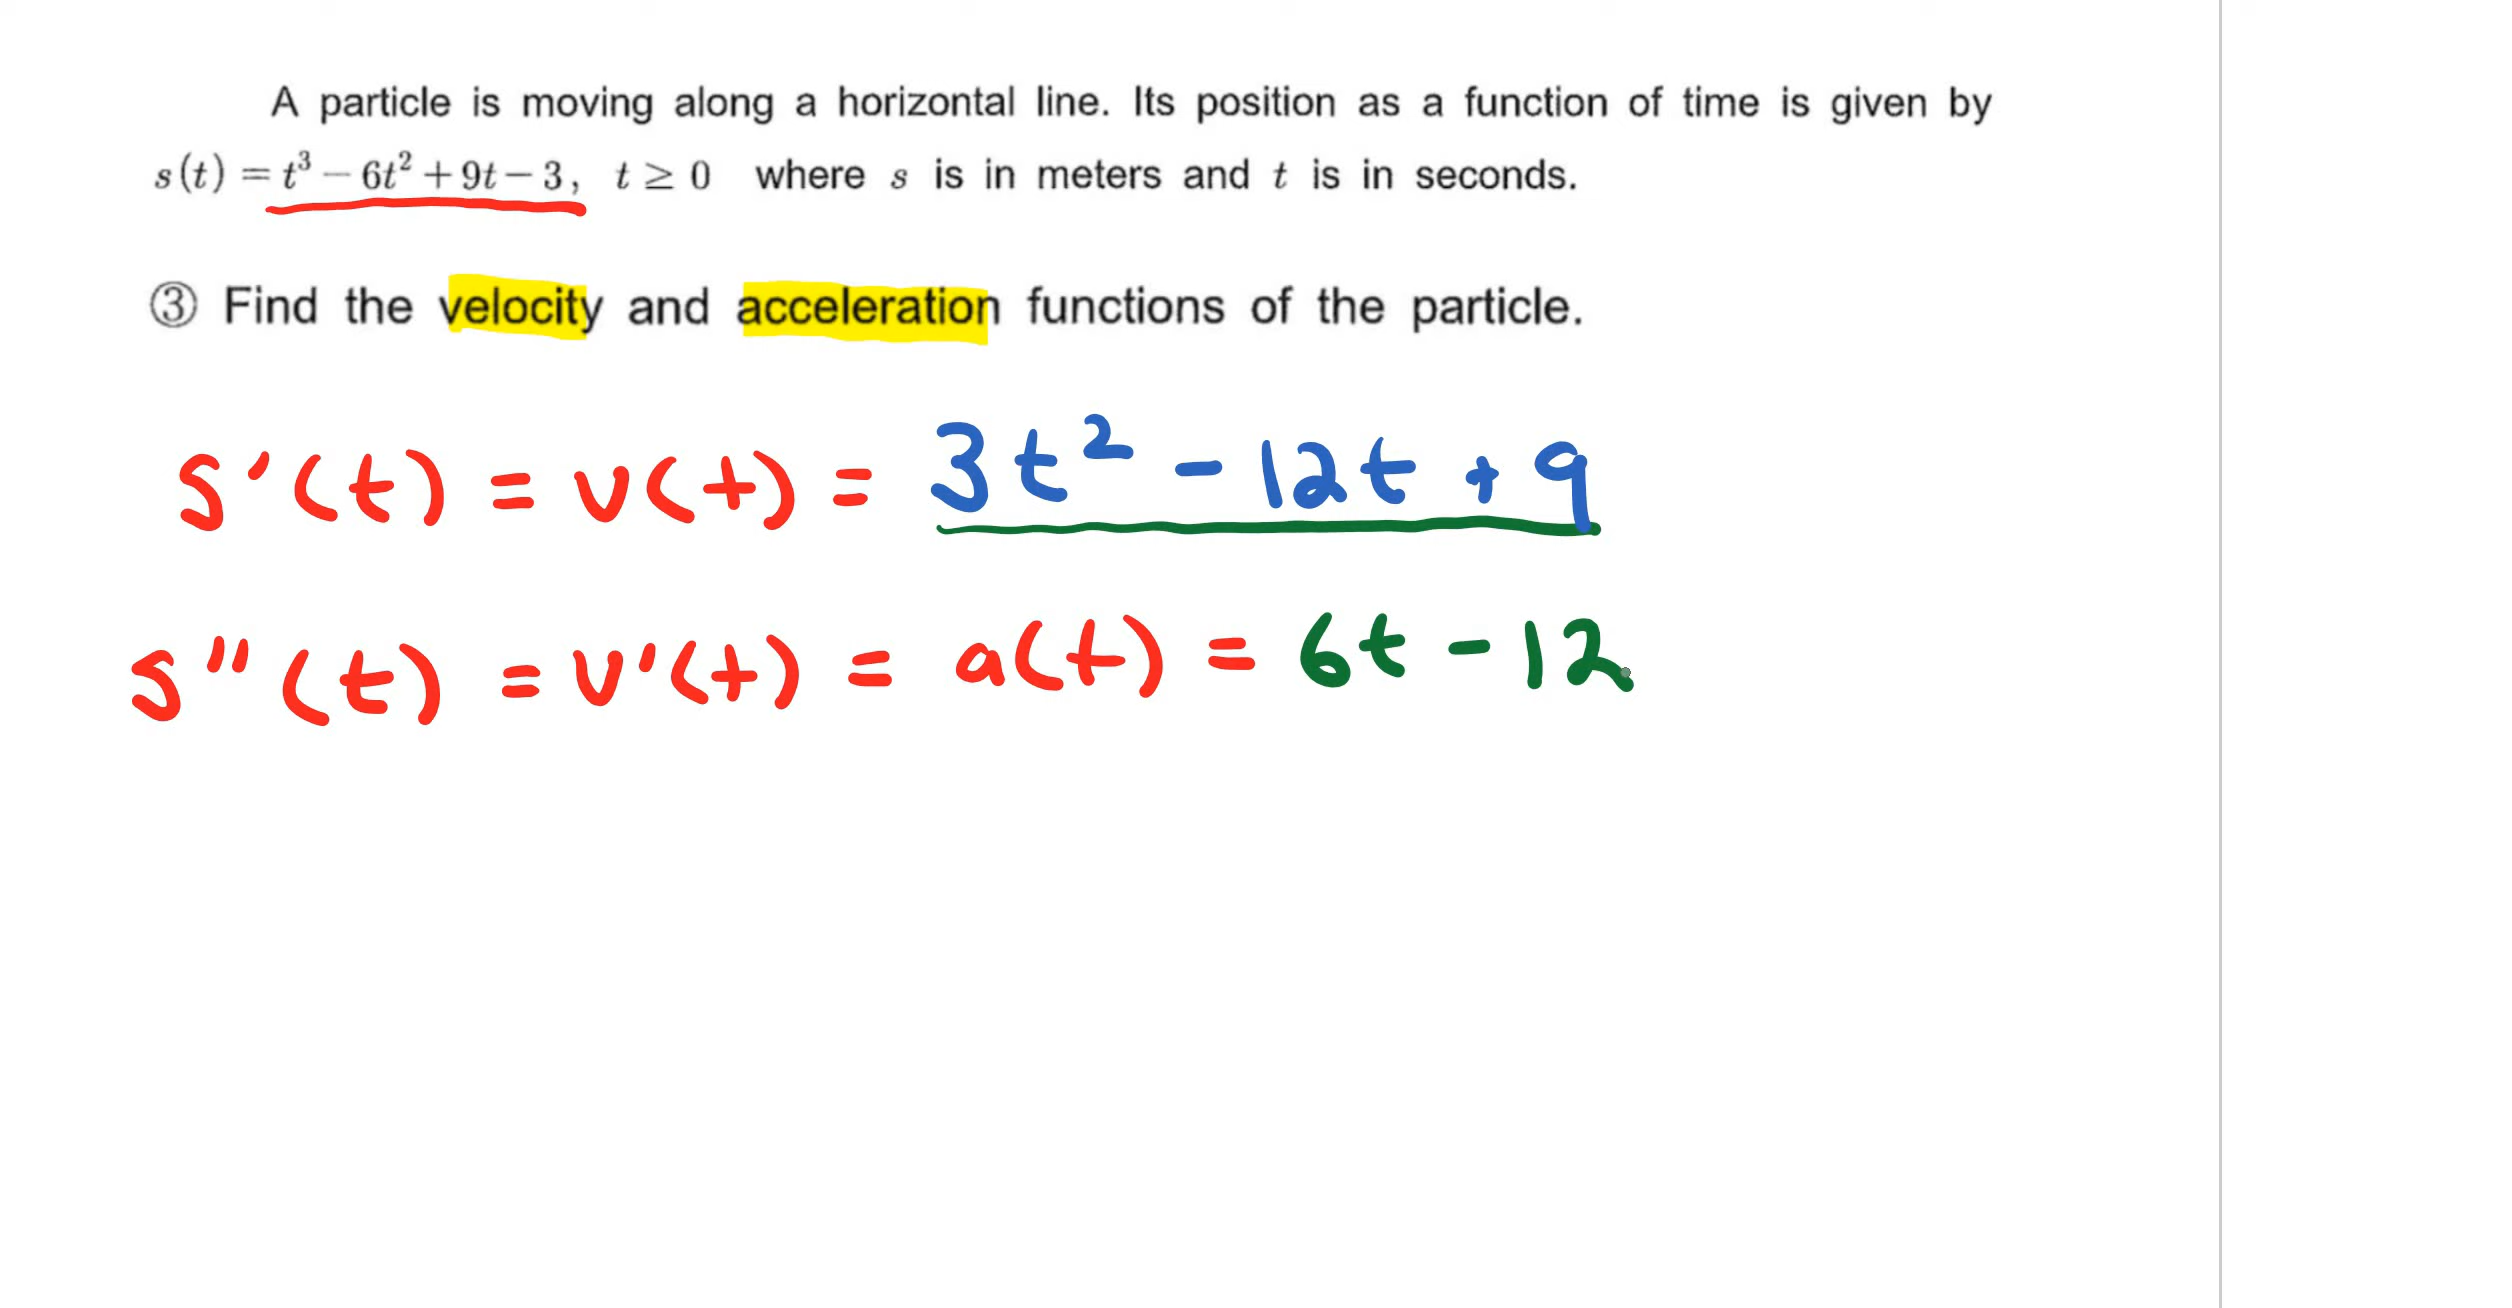 A particle is moving along a horizontal line. Its position as a function of time is given by
s(t) = t³ − 6t² + 9t − 3, t ≥ 0 where s is in meters and t is in seconds.
③ Find the velocity and acceleration functions of the particle.
s'(t) = v(t) = 3t² − 12t + 9
s''(t) = v'(t) = a(t) = 6t − 12